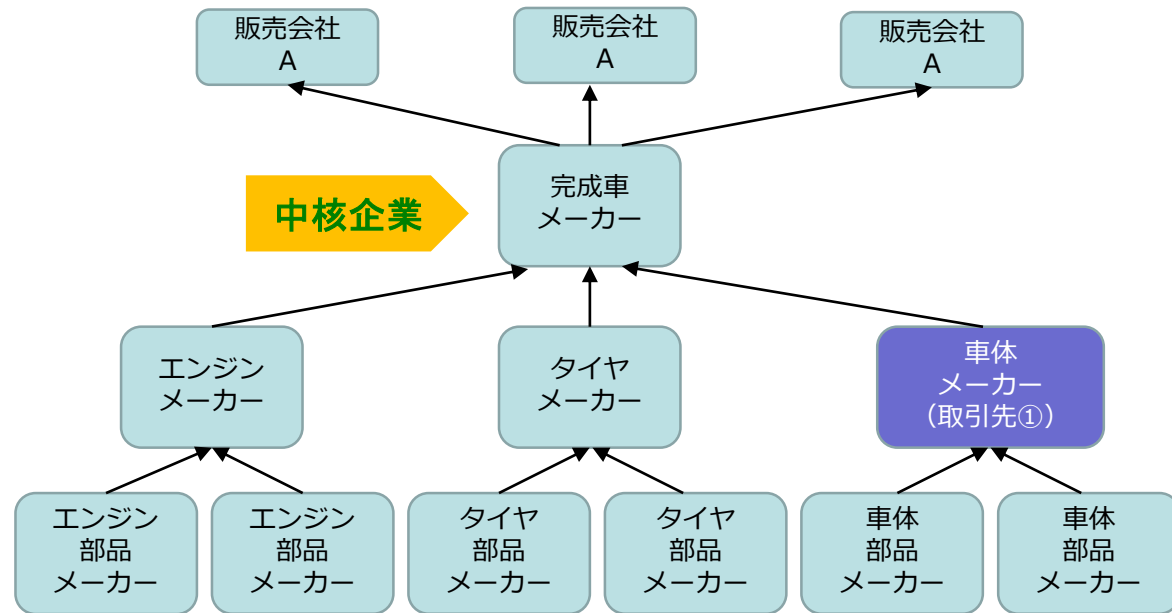 販売会社
A
販売会社
A
販売会社
A
完成車
メーカー
中核企業
エンジン
メーカー
タイヤ
メーカー
車体
メーカー
（取引先①）
エンジン
部品
メーカー
エンジン
部品
メーカー
タイヤ
部品
メーカー
タイヤ
部品
メーカー
車体
部品
メーカー
車体
部品
メーカー